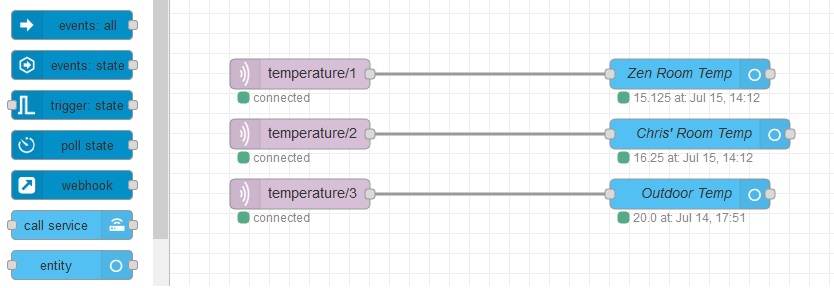 events: all
events: state
trigger: state
poll state
webhook
call service
entity
temperature/1
connected
Zen Room Temp
15.125 at: Jul 15, 14:12
temperature/2
connected
Chris' Room Temp
16.25 at: Jul 15, 14:12
temperature/3
connected
Outdoor Temp
20.0 at: Jul 14, 17:51